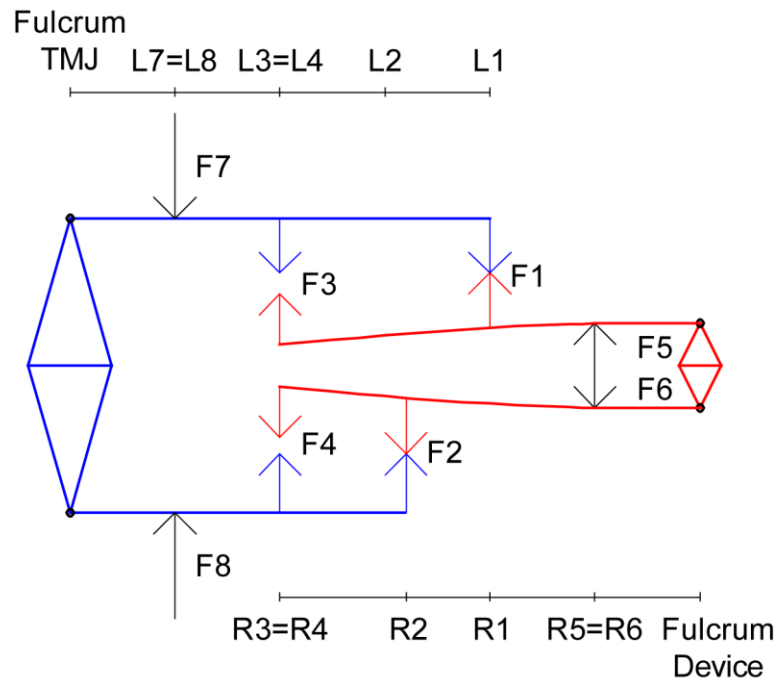 Fulcrum
TMJ L7=L8 L3=L4 L2 L1
F7
F3 F1
F5
F6
F4 F2
F8
R3=R4 R2 R1 R5=R6 Fulcrum
Device